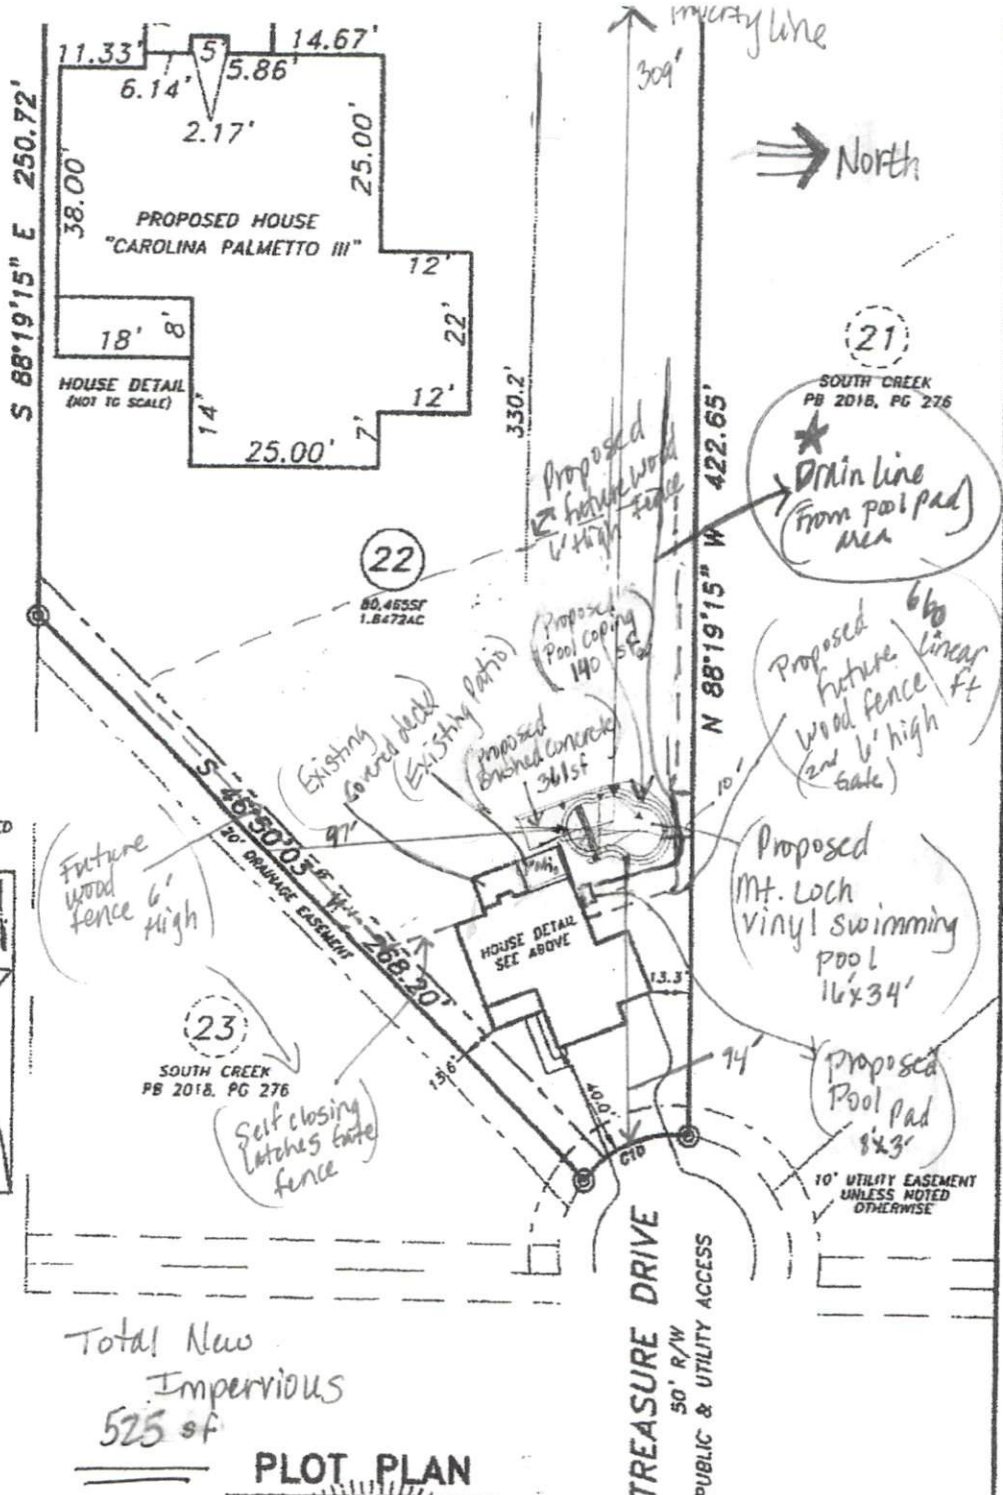 Property line
309'
North
11.33'
5'
14.67'
6.14'
5.86'
2.17'
25.00'
38.00'
S 88°19'15" E 250.72'
PROPOSED HOUSE
"CAROLINA PALMETTO III"
12'
22'
18'
8'
HOUSE DETAIL
(NOT TO SCALE)
14'
12'
7'
25.00'
330.2'
N 88°19'15" W 422.65'
21
SOUTH CREEK
PB 2018, PG 276
Drain line
(From pool pad)
area
Proposed
future wood
6' High fence
22
80,465SF
1.8472AC
Proposed
Pool coping
140 sf
Proposed
future
wood fence
(2nd 6' high
Gate)
660
linear
ft
(Existing
covered deck)
(Existing Patio)
Proposed
Brushed concrete
361 sf
10'
97'
S 46°50'03" E
268.20'
20' DRAINAGE EASEMENT
Future
wood
fence 6'
High
Patio
HOUSE DETAIL
SEE ABOVE
Proposed
Mt. Loch
vinyl swimming
pool
16'x34'
13.3'
94'
Proposed
Pool Pad
8'x3'
23
SOUTH CREEK
PB 2018, PG 276
15.6'
40.0'
C10
Self closing
Latches Gate
fence
10' UTILITY EASEMENT
UNLESS NOTED
OTHERWISE
TREASURE DRIVE
50' R/W
PUBLIC & UTILITY ACCESS
Total New
Impervious
525 sf
PLOT PLAN